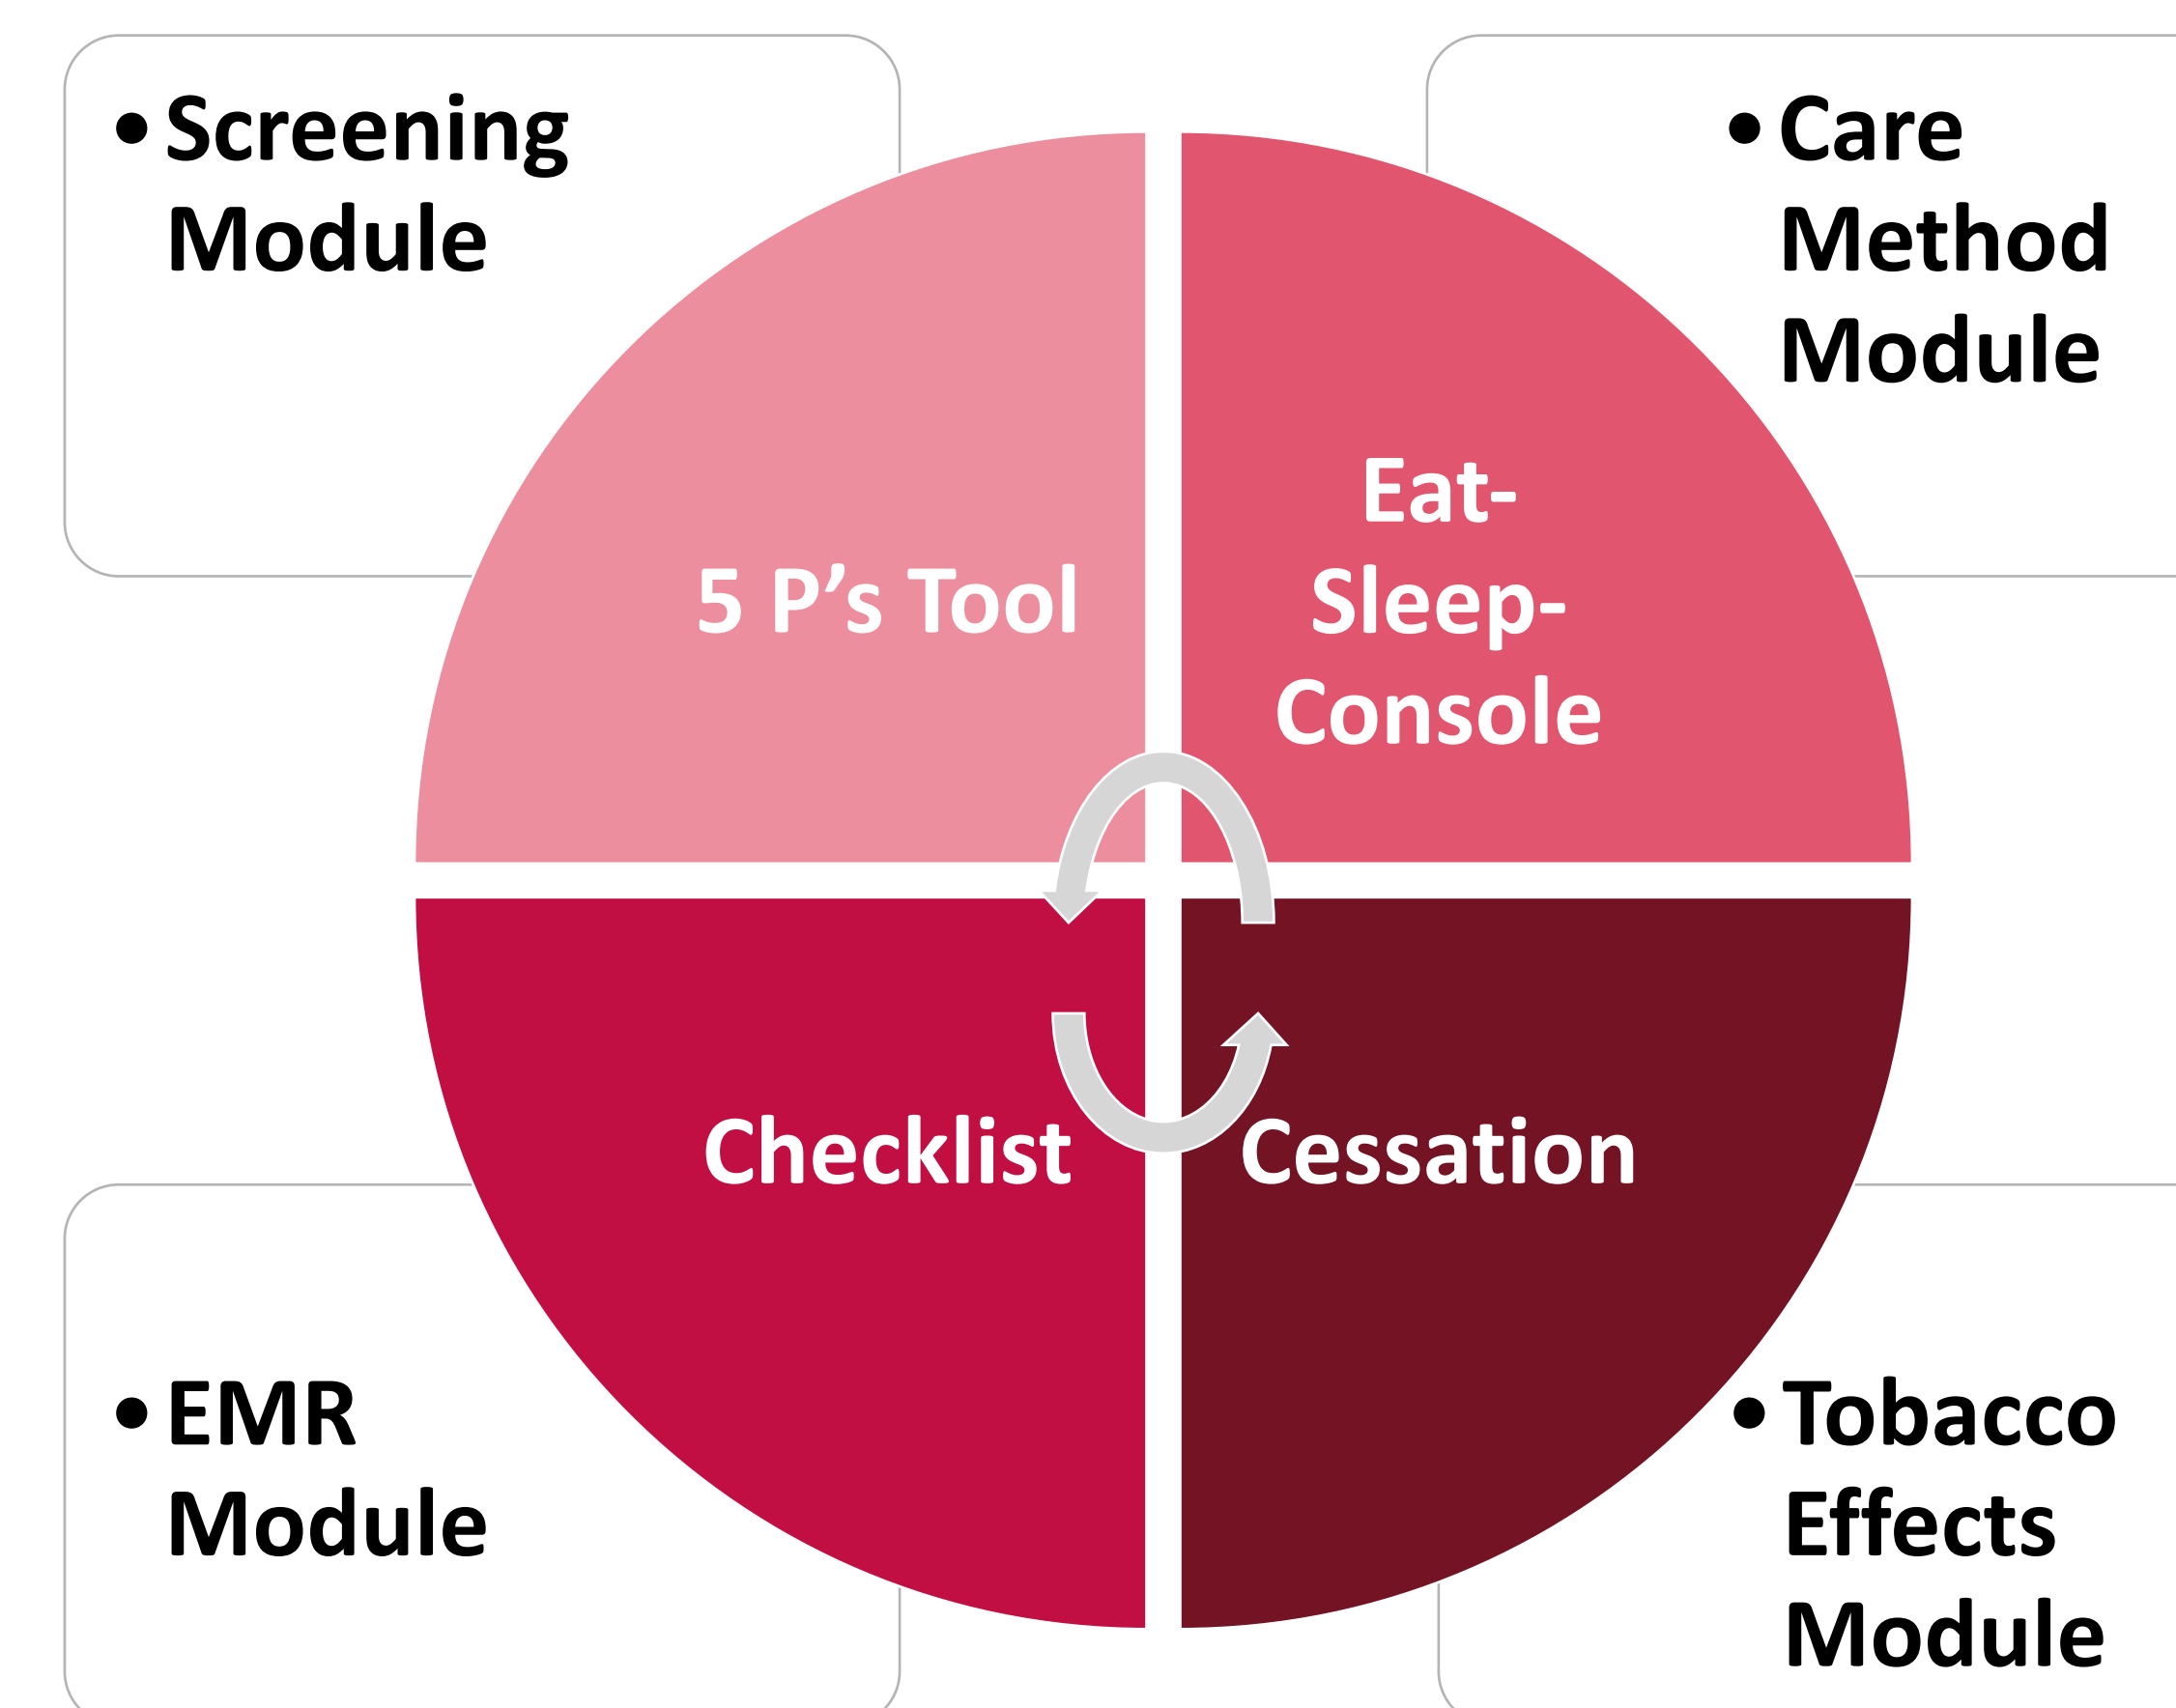 • Screening
Module
• Care
Method
Module
5 P’s Tool
Eat-
Sleep-
Console
Checklist
Cessation
• EMR
Module
• Tobacco
Effects
Module